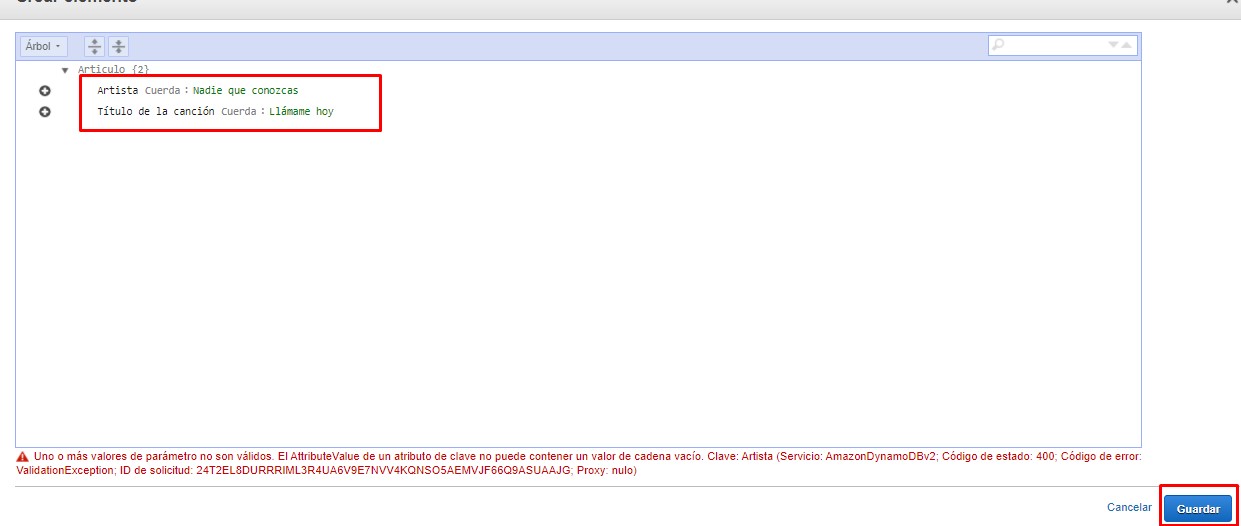 Crear elemento
Árbol
Articulo {2}
Artista Cuerda : Nadie que conozcas
Título de la canción Cuerda : Llámame hoy
Uno o más valores de parámetro no son válidos. El AttributeValue de un atributo de clave no puede contener un valor de cadena vacío. Clave: Artista (Servicio: AmazonDynamoDBv2; Código de estado: 400; Código de error:
ValidationException; ID de solicitud: 24T2EL8DURRRIML3R4UA6V9E7NVV4KQNSO5AEMVJF66Q9ASUAAJG; Proxy: nulo)
Cancelar
Guardar